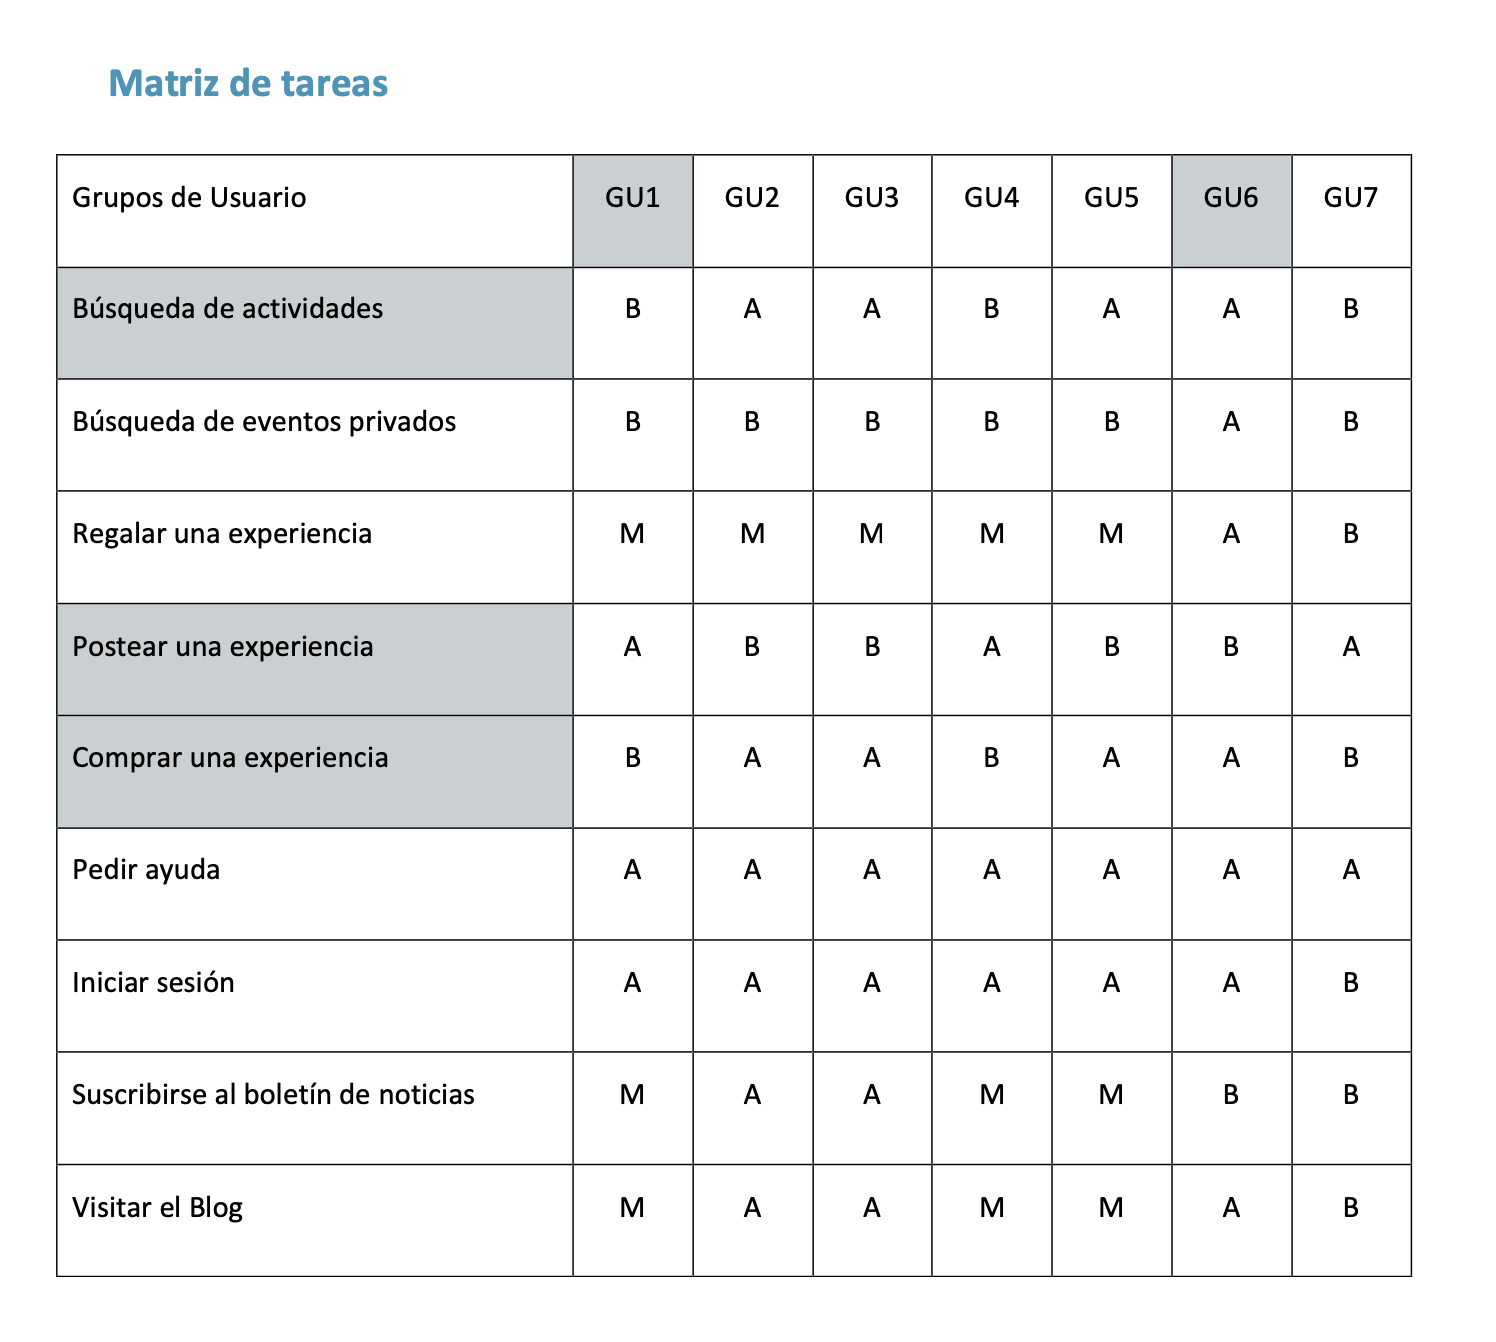 Matriz de tareas
Grupos de Usuario GU1 GU2 GU3 GU4 GU5 GU6 GU7
Búsqueda de actividades B A A B A A B
Búsqueda de eventos privados B B B B B A B
Regalar una experiencia M M M M M A B
Postear una experiencia A B B A B B A
Comprar una experiencia B A A B A A B
Pedir ayuda A A A A A A A
Iniciar sesión A A A A A A B
Suscribirse al boletín de noticias M A A M M B B
Visitar el Blog M A A M M A B